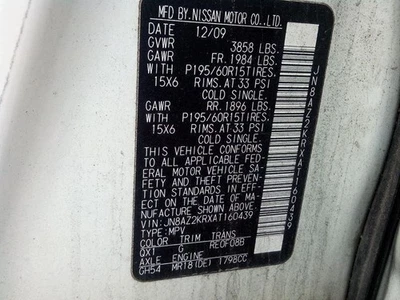 MFD BY. NISSAN MOTOR CO., LTD.
DATE 12/09
GVWR 3858 LBS.
GAWR FR. 1984 LBS.
WITH P195/60R15TIRES.
15X6 RIMS. AT 33 PSI
COLD SINGLE.
GAWR RR. 1896 LBS.
WITH P195/60R15TIRES.
15X6 RIMS. AT 33 PSI
COLD SINGLE.
THIS VEHICLE CONFORMS
TO ALL APPLICABLE FED-
ERAL MOTOR VEHICLE SA-
FETY AND THEFT PREVEN-
TION STANDARDS IN EFF-
ECT ON THE DATE OF MA-
NUFACTURE SHOWN ABOVE.
VIN: JN8AZ2KRXAT160439
TYPE: MPV
COLOR TRIM TRANS
QX1 G RE0F08B
AXLE ENGINE
GH54 MR18(DE) 1798CC
JN8AZ2KRXAT160439